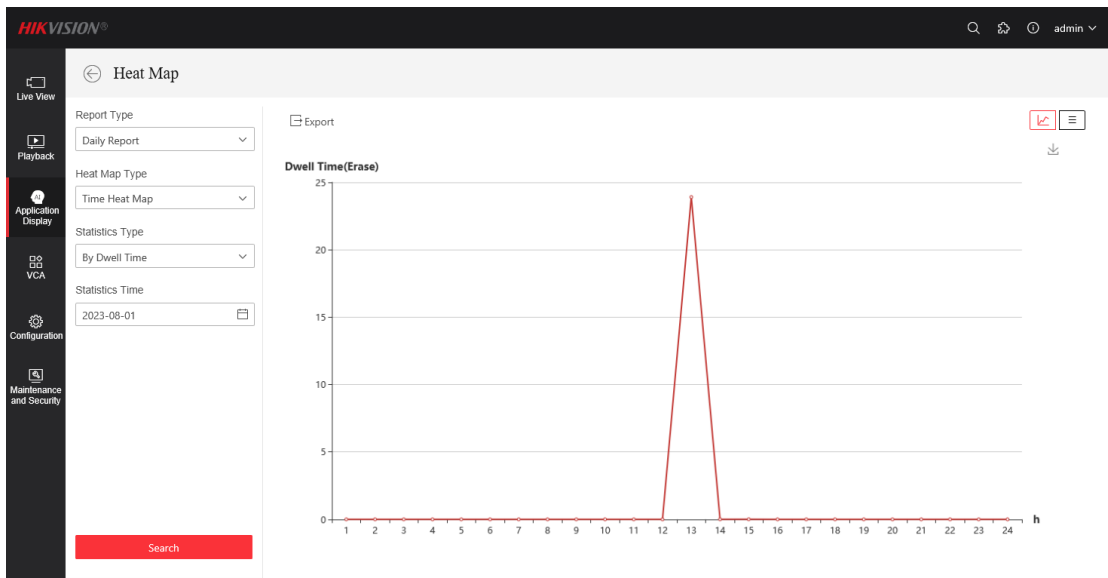 HIKVISION®
admin
Live View
Playback
Application
Display
VCA
Configuration
Maintenance
and Security
Heat Map
Report Type
Daily Report
Heat Map Type
Time Heat Map
Statistics Type
By Dwell Time
Statistics Time
2023-08-01
Search
Export
Dwell Time(Erase)
25
20
15
10
5
0
1 2 3 4 5 6 7 8 9 10 11 12 13 14 15 16 17 18 19 20 21 22 23 24 h